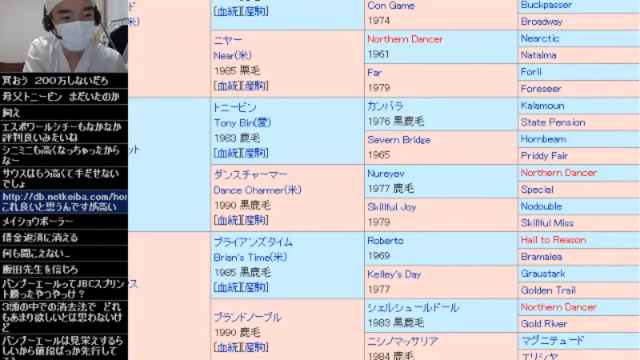 冥おう 200万しないだろ
母父トニービン まだいたのか
飼え
エスポワールシチーもなかなか
評判良いみたいね
シニミニも高くなっちゃったから
なー
サウスはもう高くて手だせない
でしょ
http://db.netkeiba.com/hor
これ良いと思うんですが高い
メイショウボーラー
借金返済に消える
何も聞こえない…
飯田先生を信じろ
バンブーエールってJBCスプリント
勝ったやつやっけ？
3頭の中での消去法で どれ
もあまり欲しいとは思わないけ
ど
バンブーエールは見栄えするら
しいから値段ばっか先行して
ド
米)
[血統][産駒]
ニヤー
Near(米)
1985 栗毛
[血統][産駒]
ット
トニービン
Tony Bin(愛)
1983 鹿毛
[血統][産駒]
ダンスチャーマー
Dance Charmer(米)
1990 黒鹿毛
[血統][産駒]
ス
ブライアンズタイム
Brian's Time(米)
1985 黒鹿毛
[血統][産駒]
ブランドノーブル
1990 鹿毛
[血統][産駒]
Con Game
1974
Northern Dancer
1961
Far
1979
カンパラ
1976 黒鹿毛
Severn Bridge
1965
Nureyev
1977 鹿毛
Skillful Joy
1979
Roberto
1969
Kelley's Day
1977
シェルシュールドール
1983 黒鹿毛
ニシノマッサリア
1984 鹿毛
Buckpasser
Broadway
Nearctic
Natalma
Forli
Foreseer
Kalamoun
State Pension
Hornbeam
Priddy Fair
Northern Dancer
Special
Nodouble
Skillful Miss
Hail to Reason
Bramalea
Graustark
Golden Trail
Northern Dancer
Gold River
マグニテュード
エリシヤ